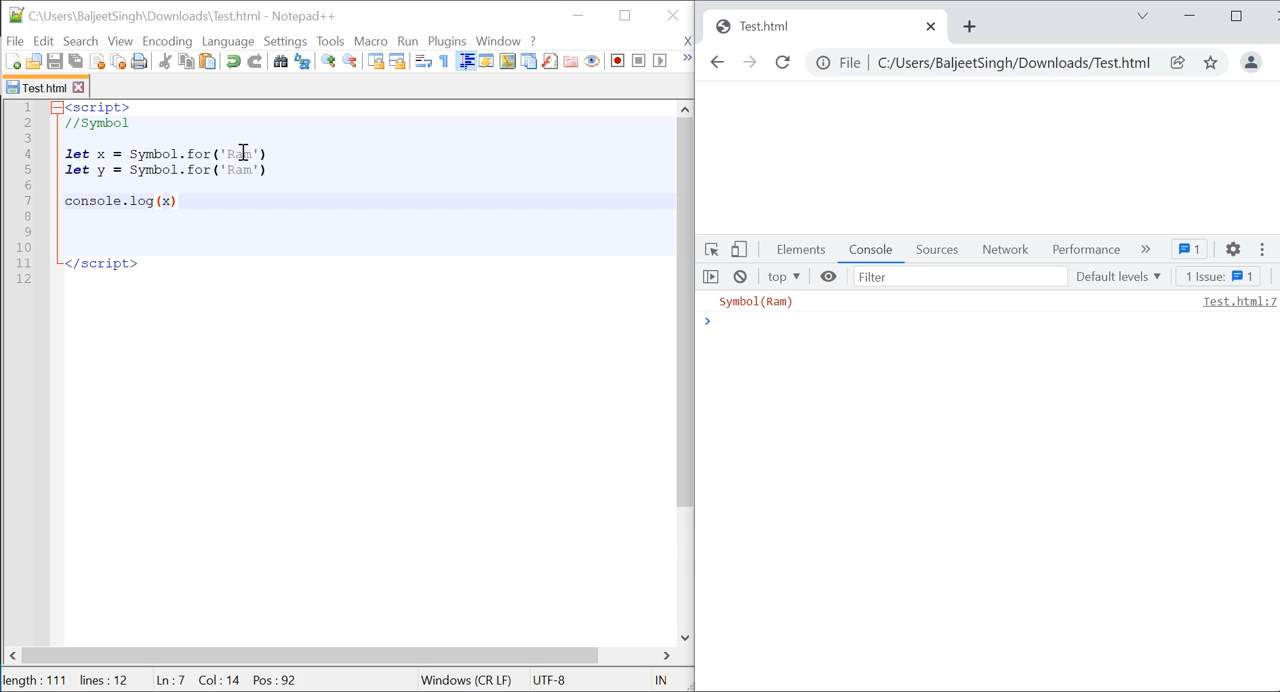 C:\Users\BaljeetSingh\Downloads\Test.html - Notepad++
File Edit Search View Encoding Language Settings Tools Macro Run Plugins Window ? X
»
Test.html
1 <script>
2 //Symbol
3
4 let x = Symbol.for('Ram')
5 let y = Symbol.for('Ram')
6
7 console.log(x)
8
9
10
11 </script>
12
length : 111 lines : 12 Ln : 7 Col : 14 Pos : 92 Windows (CR LF) UTF-8 IN
Test.html
File C:/Users/BaljeetSingh/Downloads/Test.html
Elements Console Sources Network Performance » 1
top ▼ Filter Default levels ▼ 1 Issue: 1
Symbol(Ram) Test.html:7